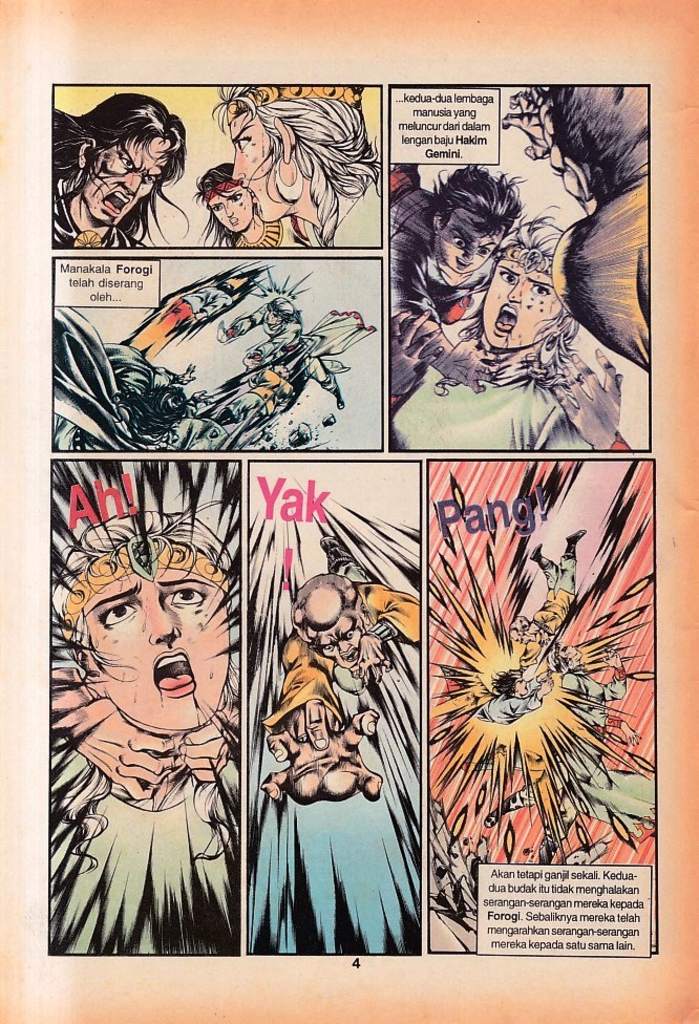 Manakala Forogi
telah diserang
oleh...
...kedua-dua lembaga
manusia yang
meluncur dari dalam
lengan baju Hakim
Gemini.
Ah!
Yak
!
Pang!
Akan tetapi ganjil sekali. Kedua-
dua budak itu tidak menghalakan
serangan-serangan mereka kepada
Forogi. Sebaliknya mereka telah
mengarahkan serangan-serangan
mereka kepada satu sama lain.
4